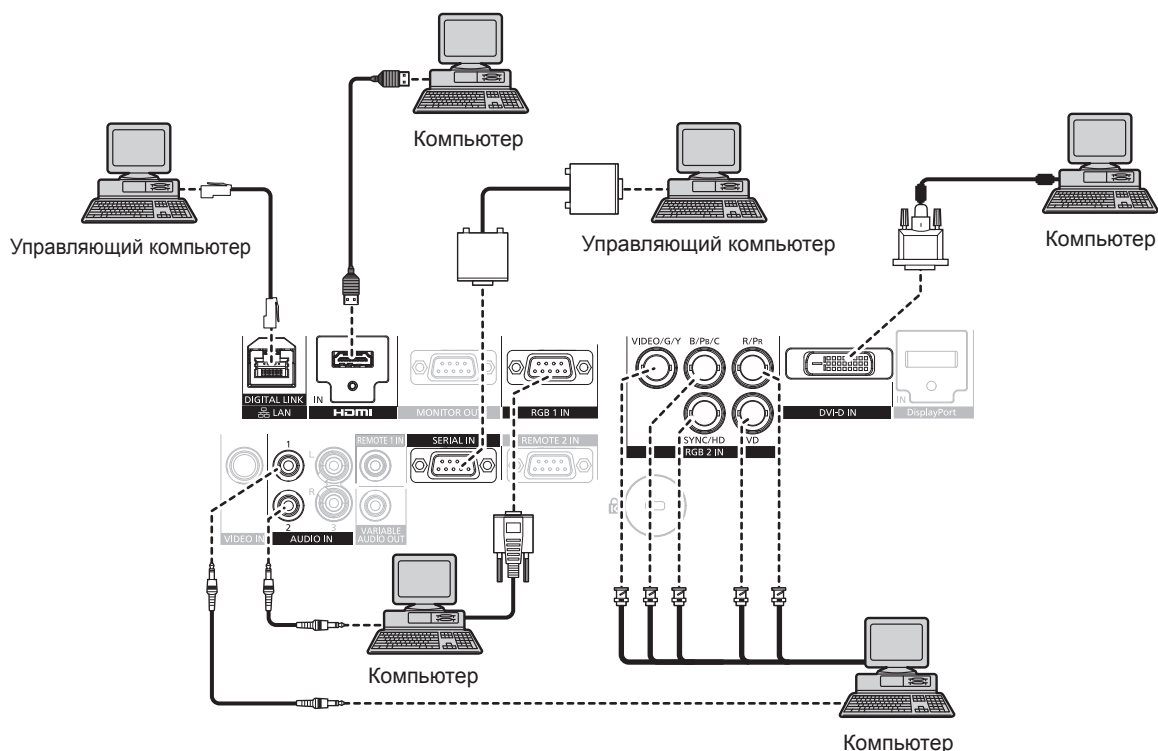 Компьютер
Управляющий компьютер
Управляющий компьютер
Компьютер
VIDEO/G/Y B/PB/C R/PR
DIGITAL LINK
LAN
IN
HDMI
MONITOR OU
RGB 1 IN
SYNC/HD VD
RGB 2 IN
DVI-D IN
IN
DisplayPort
1
L
REMOTE 1 IN
SERIAL IN
REMOTE 2 IN
R
2
3
VIDEO IN
AUDIO IN
VARIABLE
AUDIO OUT
K
Компьютер
Компьютер